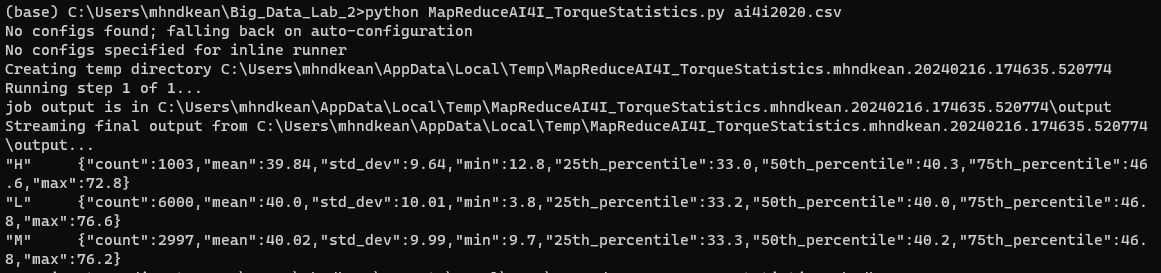 (base) C:\Users\mhndkean\Big_Data_Lab_2>python MapReduceAI4I_TorqueStatistics.py ai4i2020.csv
No configs found; falling back on auto-configuration
No configs specified for inline runner
Creating temp directory C:\Users\mhndkean\AppData\Local\Temp\MapReduceAI4I_TorqueStatistics.mhndkean.20240216.174635.520774
Running step 1 of 1...
job output is in C:\Users\mhndkean\AppData\Local\Temp\MapReduceAI4I_TorqueStatistics.mhndkean.20240216.174635.520774\output
Streaming final output from C:\Users\mhndkean\AppData\Local\Temp\MapReduceAI4I_TorqueStatistics.mhndkean.20240216.174635.520774
\output...
"H"     {"count":1003,"mean":39.84,"std_dev":9.64,"min":12.8,"25th_percentile":33.0,"50th_percentile":40.3,"75th_percentile":46
.6,"max":72.8}
"L"     {"count":6000,"mean":40.0,"std_dev":10.01,"min":3.8,"25th_percentile":33.2,"50th_percentile":40.0,"75th_percentile":46.
8,"max":76.6}
"M"     {"count":2997,"mean":40.02,"std_dev":9.99,"min":9.7,"25th_percentile":33.3,"50th_percentile":40.2,"75th_percentile":46.
8,"max":76.2}